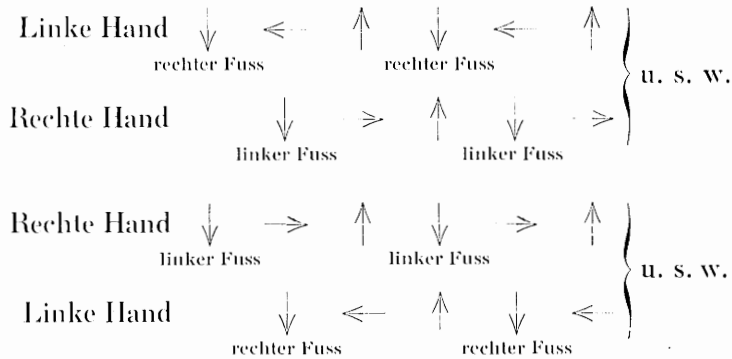 Linke Hand
rechter Fuss rechter Fuss
u. s. w.
Rechte Hand
linker Fuss linker Fuss
Rechte Hand
linker Fuss linker Fuss
u. s. w.
Linke Hand
rechter Fuss rechter Fuss